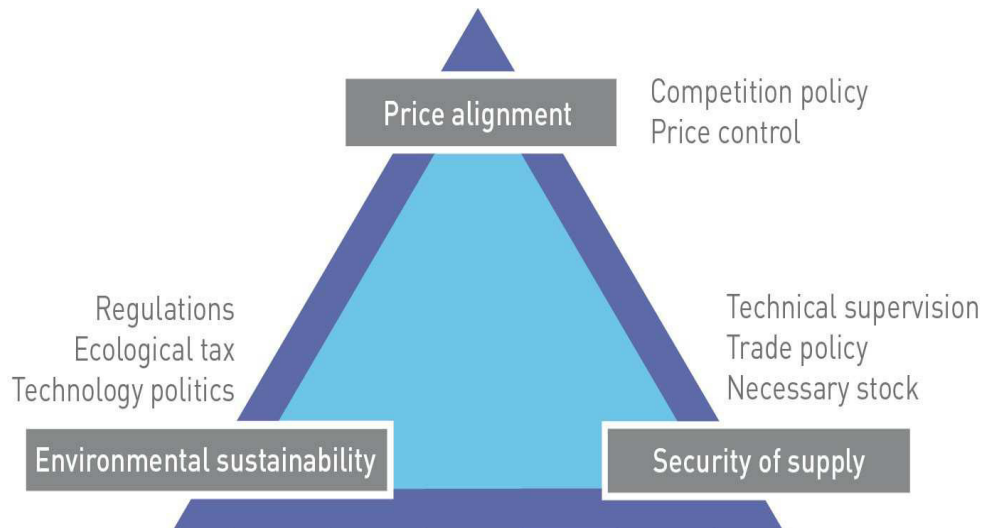 Price alignment
Competition policy
Price control
Regulations
Ecological tax
Technology politics
Technical supervision
Trade policy
Necessary stock
Environmental sustainability
Security of supply